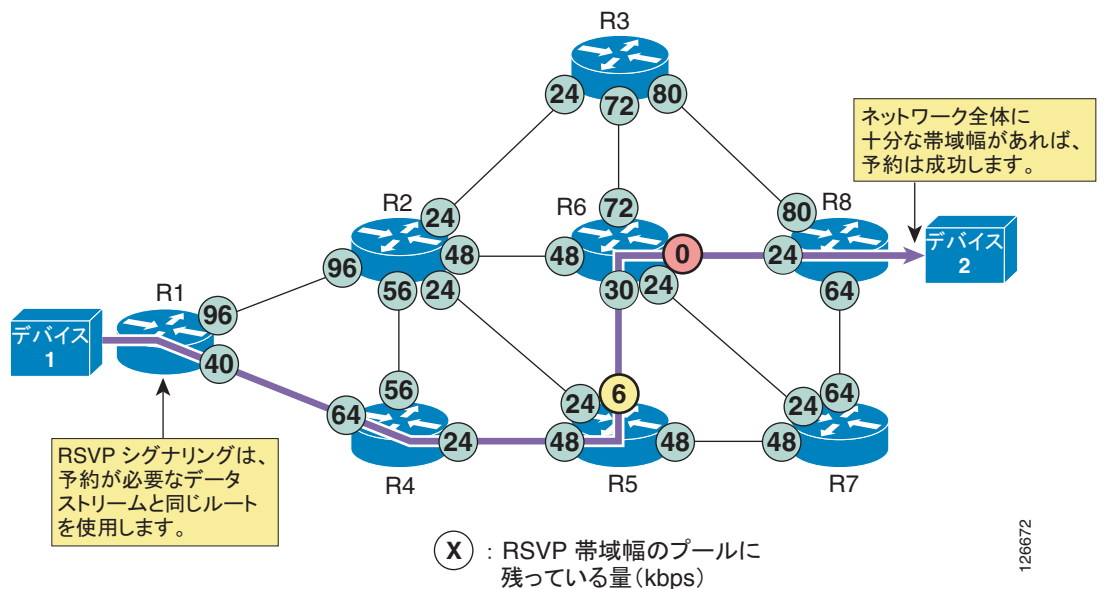 R3
24
72
80
ネットワーク全体に
十分な帯域幅があれば、
予約は成功します。
R2
24
96
48
56
24
R6
72
48
0
30
24
R8
80
24
64
デバイス
2
R1
96
40
デバイス
1
RSVP シグナリングは、
予約が必要なデータ
ストリームと同じルート
を使用します。
56
64
24
R4
24
6
48
48
R5
24
64
48
R7
X : RSVP 帯域幅のプールに
残っている量(kbps)
126672